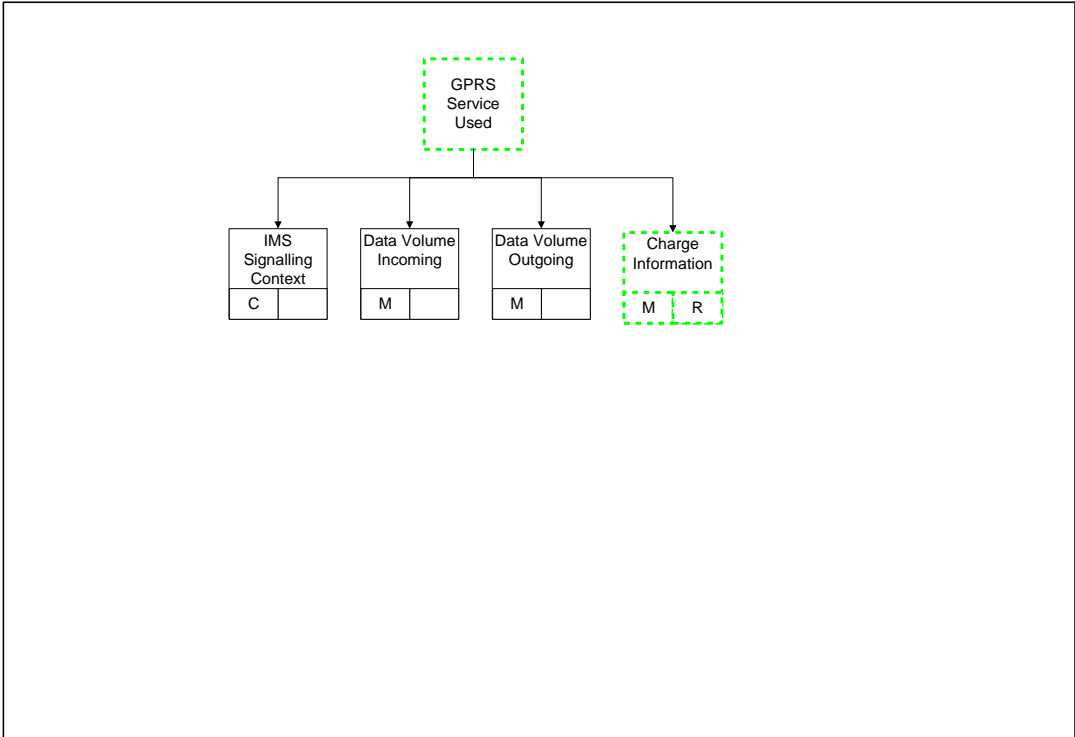 GPRS
Service
Used
IMS
Signalling
Context
C
Data Volume
Incoming
M
Data Volume
Outgoing
M
Charge
Information
M R